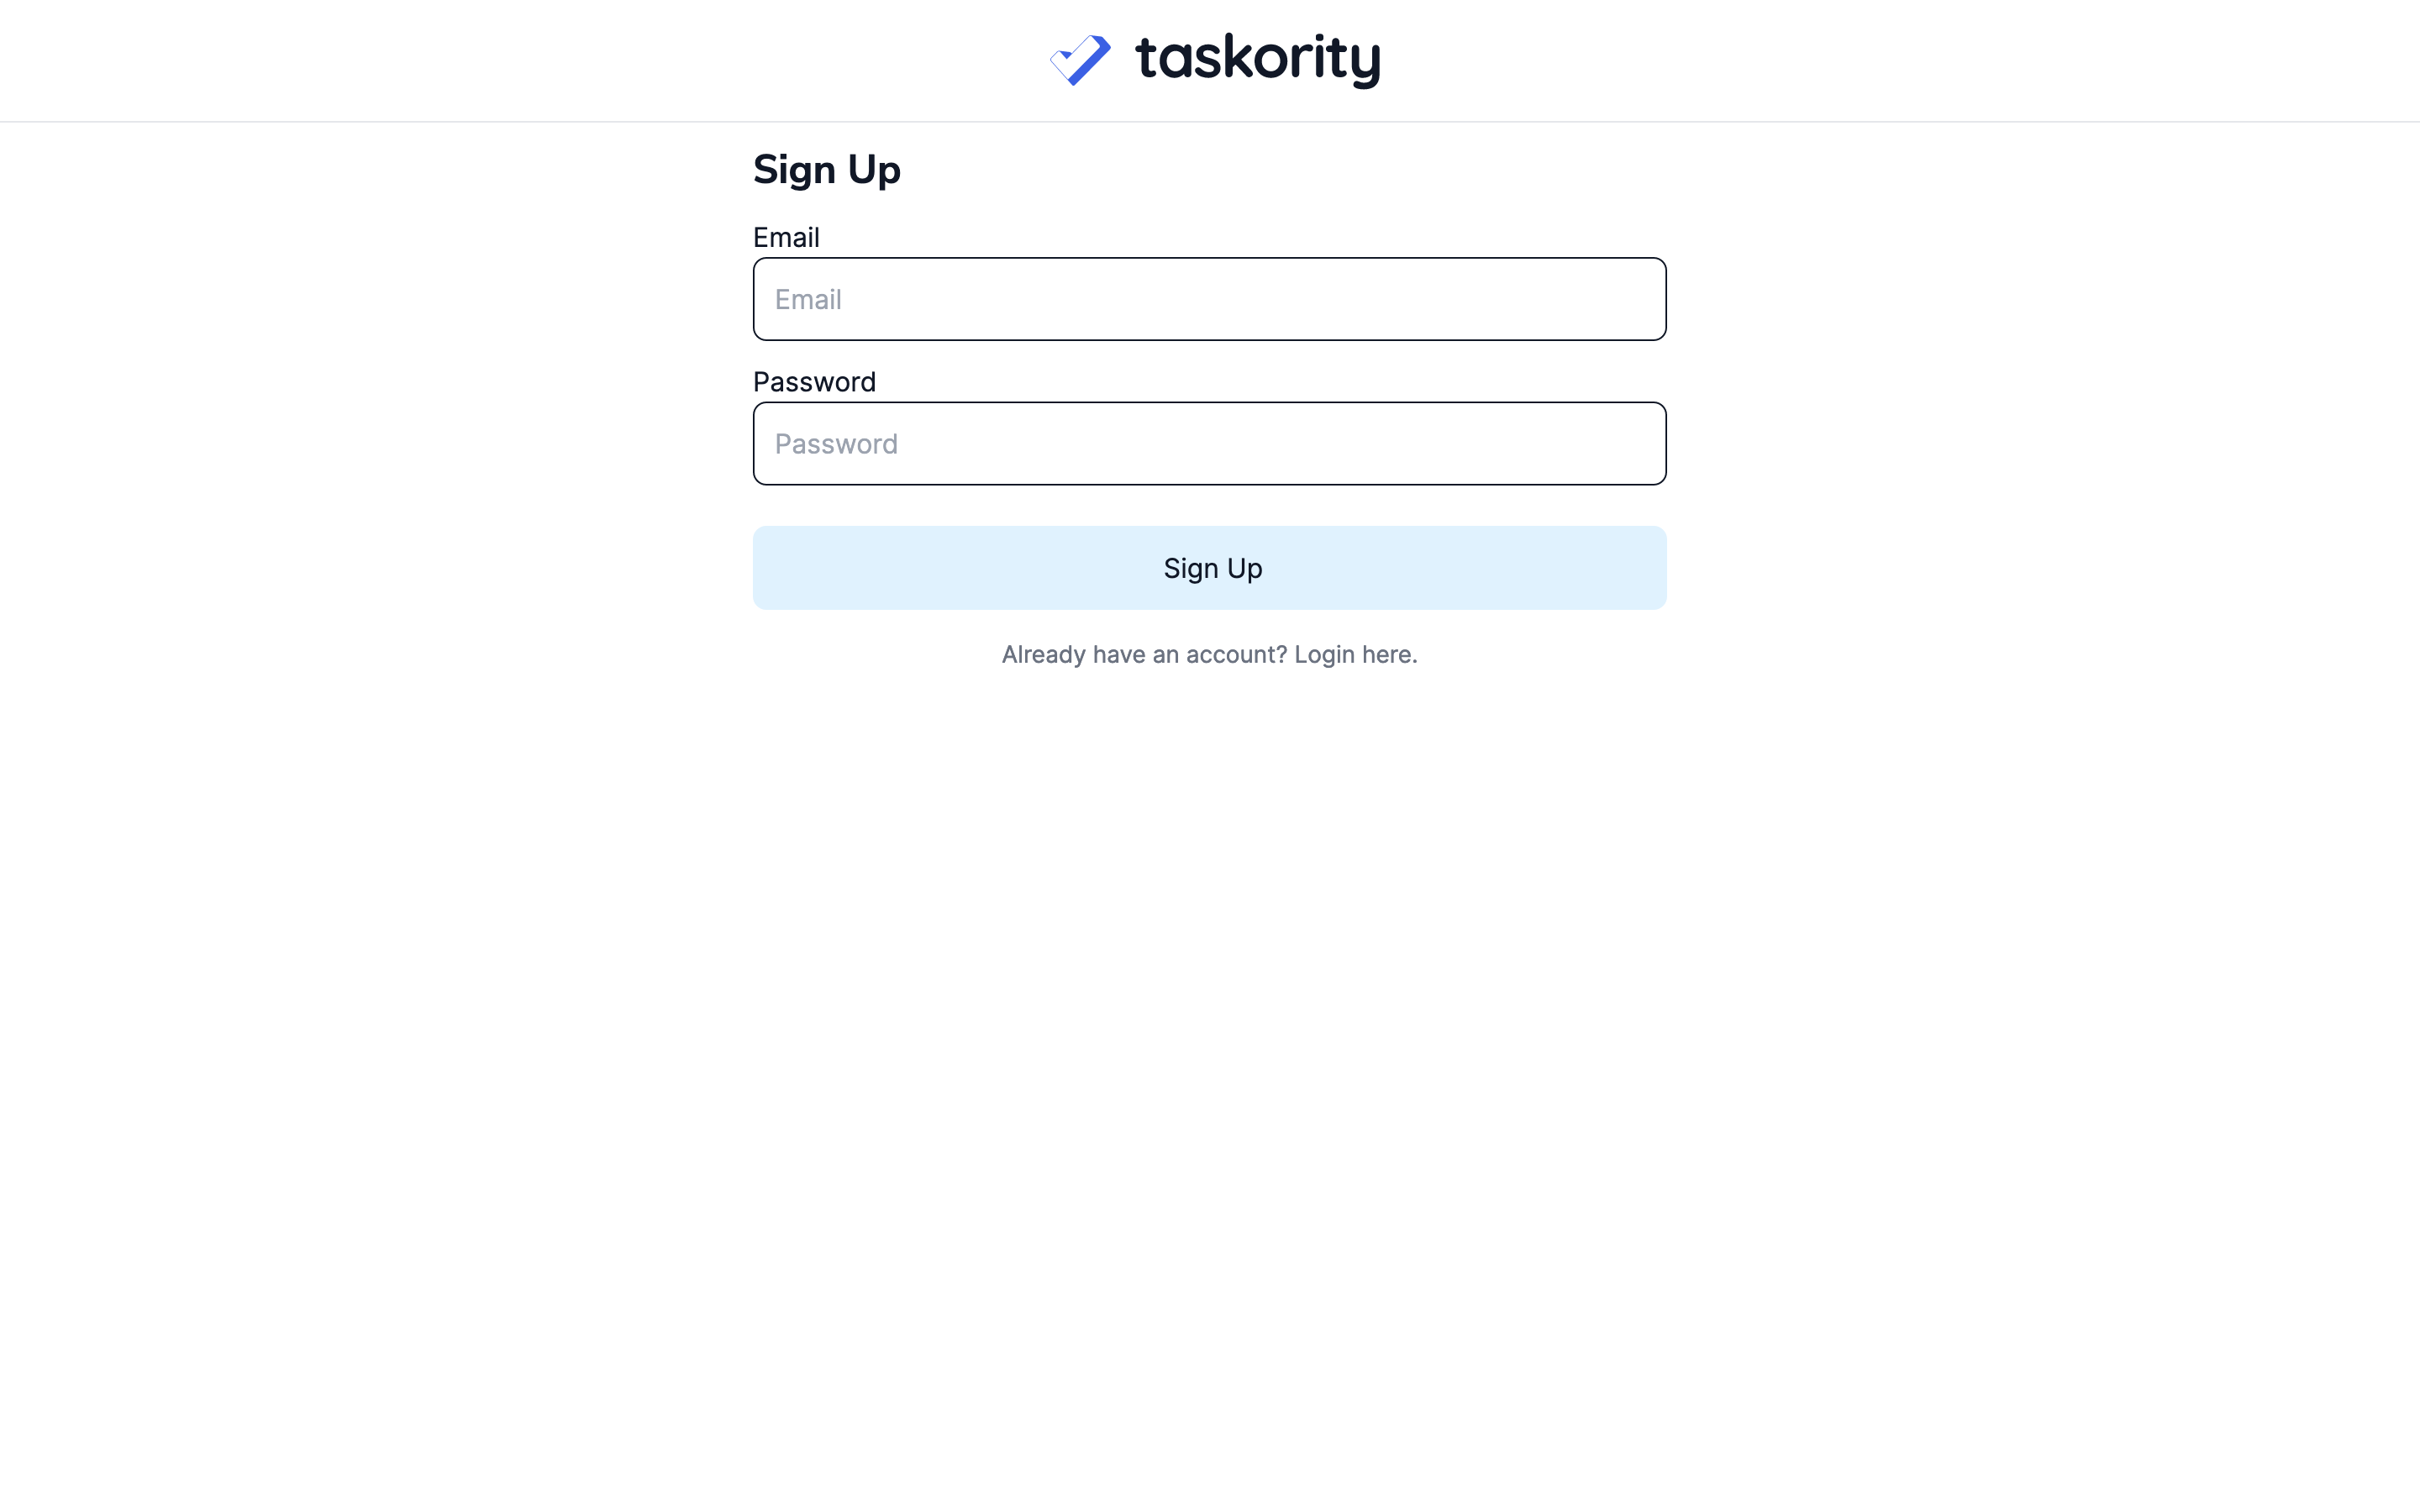 taskority
Sign Up
Email
Email
Password
Password
Sign Up
Already have an account? Login here.